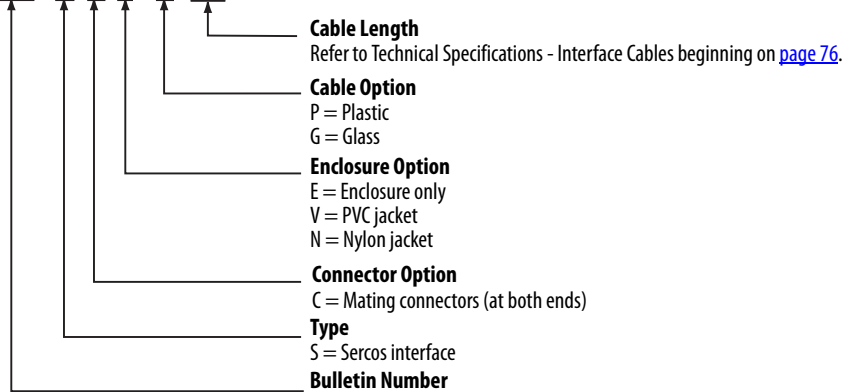 Cable Length
Refer to Technical Specifications - Interface Cables beginning on page 76.
Cable Option
P = Plastic
G = Glass
Enclosure Option
E = Enclosure only
V = PVC jacket
N = Nylon jacket
Connector Option
C = Mating connectors (at both ends)
Type
S = Sercos interface
Bulletin Number